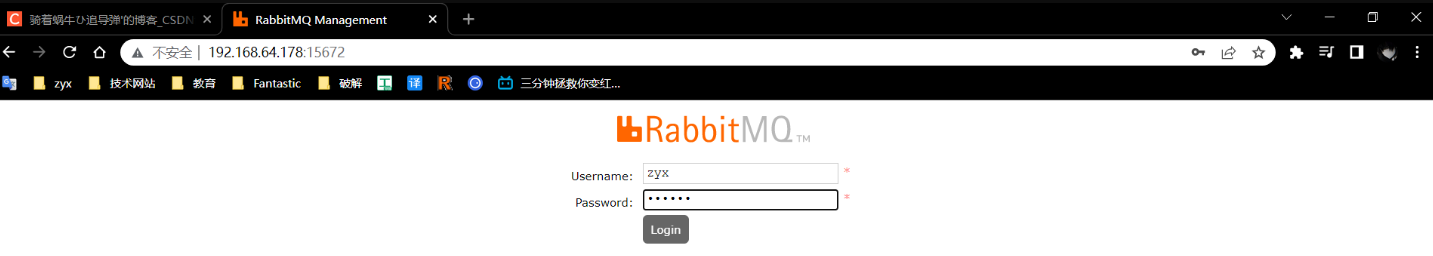 骑着蜗牛ひ追导弹'的博客_CSDN
RabbitMQ Management
不安全 | 192.168.64.178:15672
zyx 技术网站 教育 Fantastic 破解 工 译 R 三分钟拯救你变红...
RabbitMQ TM
Username: zyx *
Password: •••••• *
Login